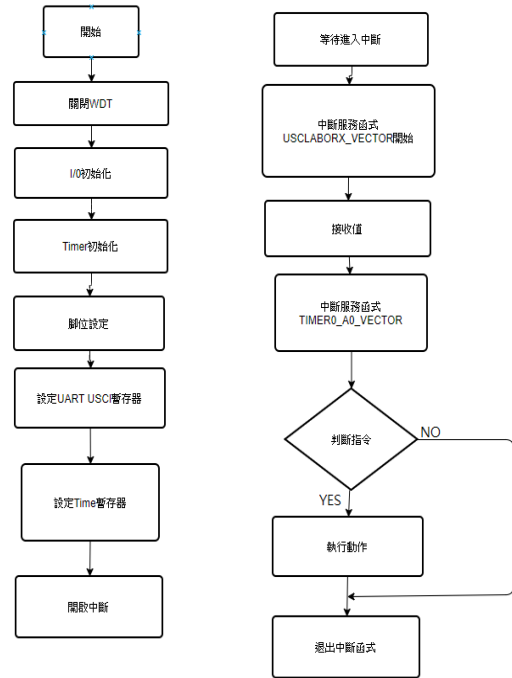 開始
關閉WDT
I/0初始化
Timer初始化
腳位設定
設定UART USCI暫存器
設定Time暫存器
開啟中斷
等待進入中斷
中斷服務函式
USCLABORX_VECTOR開始
接收值
中斷服務函式
TIMER0_A0_VECTOR
判斷指令
NO
YES
執行動作
退出中斷函式